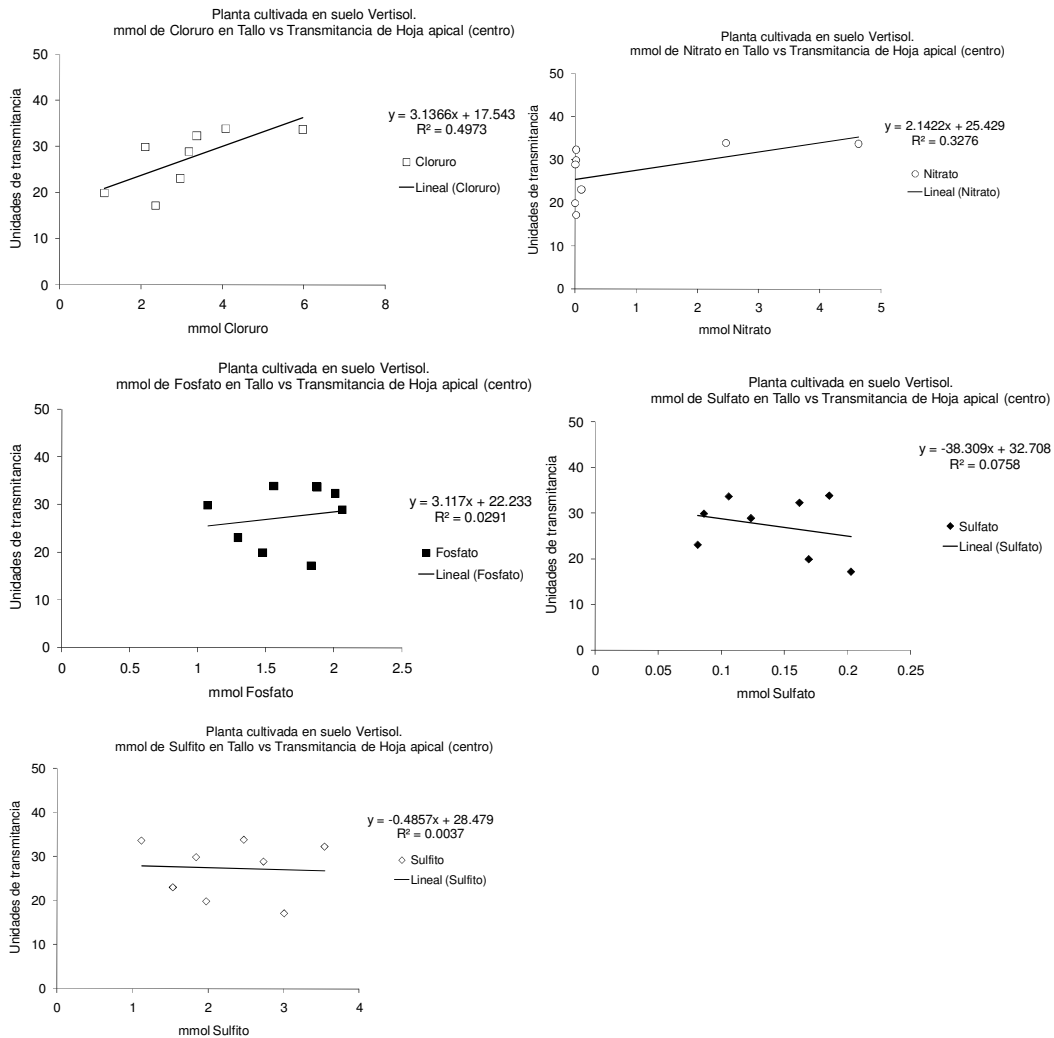 Planta cultivada en suelo Vertisol.
mmol de Cloruro en Tallo vs Transmitancia de Hoja apical (centro)
50
40
30
20
10
0
0 2 4 6 8
Unidades de transmitancia
mmol Cloruro
y = 3.1366x + 17.543
R² = 0.4973
Cloruro
Lineal (Cloruro)
Planta cultivada en suelo Vertisol.
mmol de Nitrato en Tallo vs Transmitancia de Hoja apical (centro)
50
40
30
20
10
0
0 1 2 3 4 5
Unidades de transmitancia
mmol Nitrato
y = 2.1422x + 25.429
R² = 0.3276
Nitrato
Lineal (Nitrato)
Planta cultivada en suelo Vertisol.
mmol de Fosfato en Tallo vs Transmitancia de Hoja apical (centro)
50
40
30
20
10
0
0 0.5 1 1.5 2 2.5
Unidades de transmitancia
mmol Fosfato
y = 3.117x + 22.233
R² = 0.0291
Fosfato
Lineal (Fosfato)
Planta cultivada en suelo Vertisol.
mmol de Sulfato en Tallo vs Transmitancia de Hoja apical (centro)
50
40
30
20
10
0
0 0.05 0.1 0.15 0.2 0.25
Unidades de transmitancia
mmol Sulfato
y = -38.309x + 32.708
R² = 0.0758
Sulfato
Lineal (Sulfato)
Planta cultivada en suelo Vertisol.
mmol de Sulfito en Tallo vs Transmitancia de Hoja apical (centro)
50
40
30
20
10
0
0 1 2 3 4
Unidades de transmitancia
mmol Sulfito
y = -0.4857x + 28.479
R² = 0.0037
Sulfito
Lineal (Sulfito)